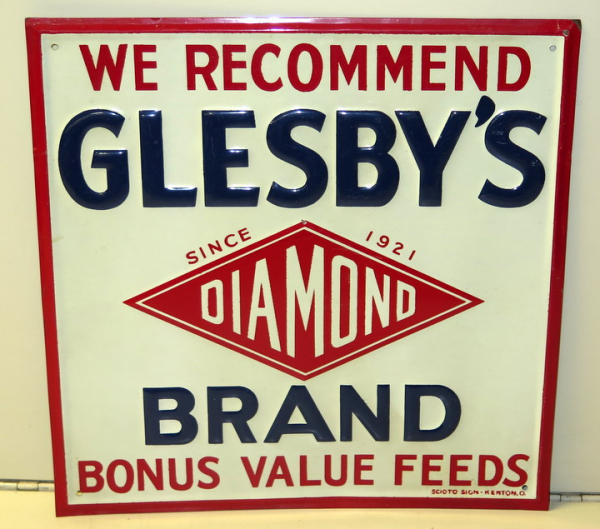 WE RECOMMEND
GLESBY'S
SINCE 1921
DIAMOND
BRAND
BONUS VALUE FEEDS
SCIOTO SIGN - KENTON, O.